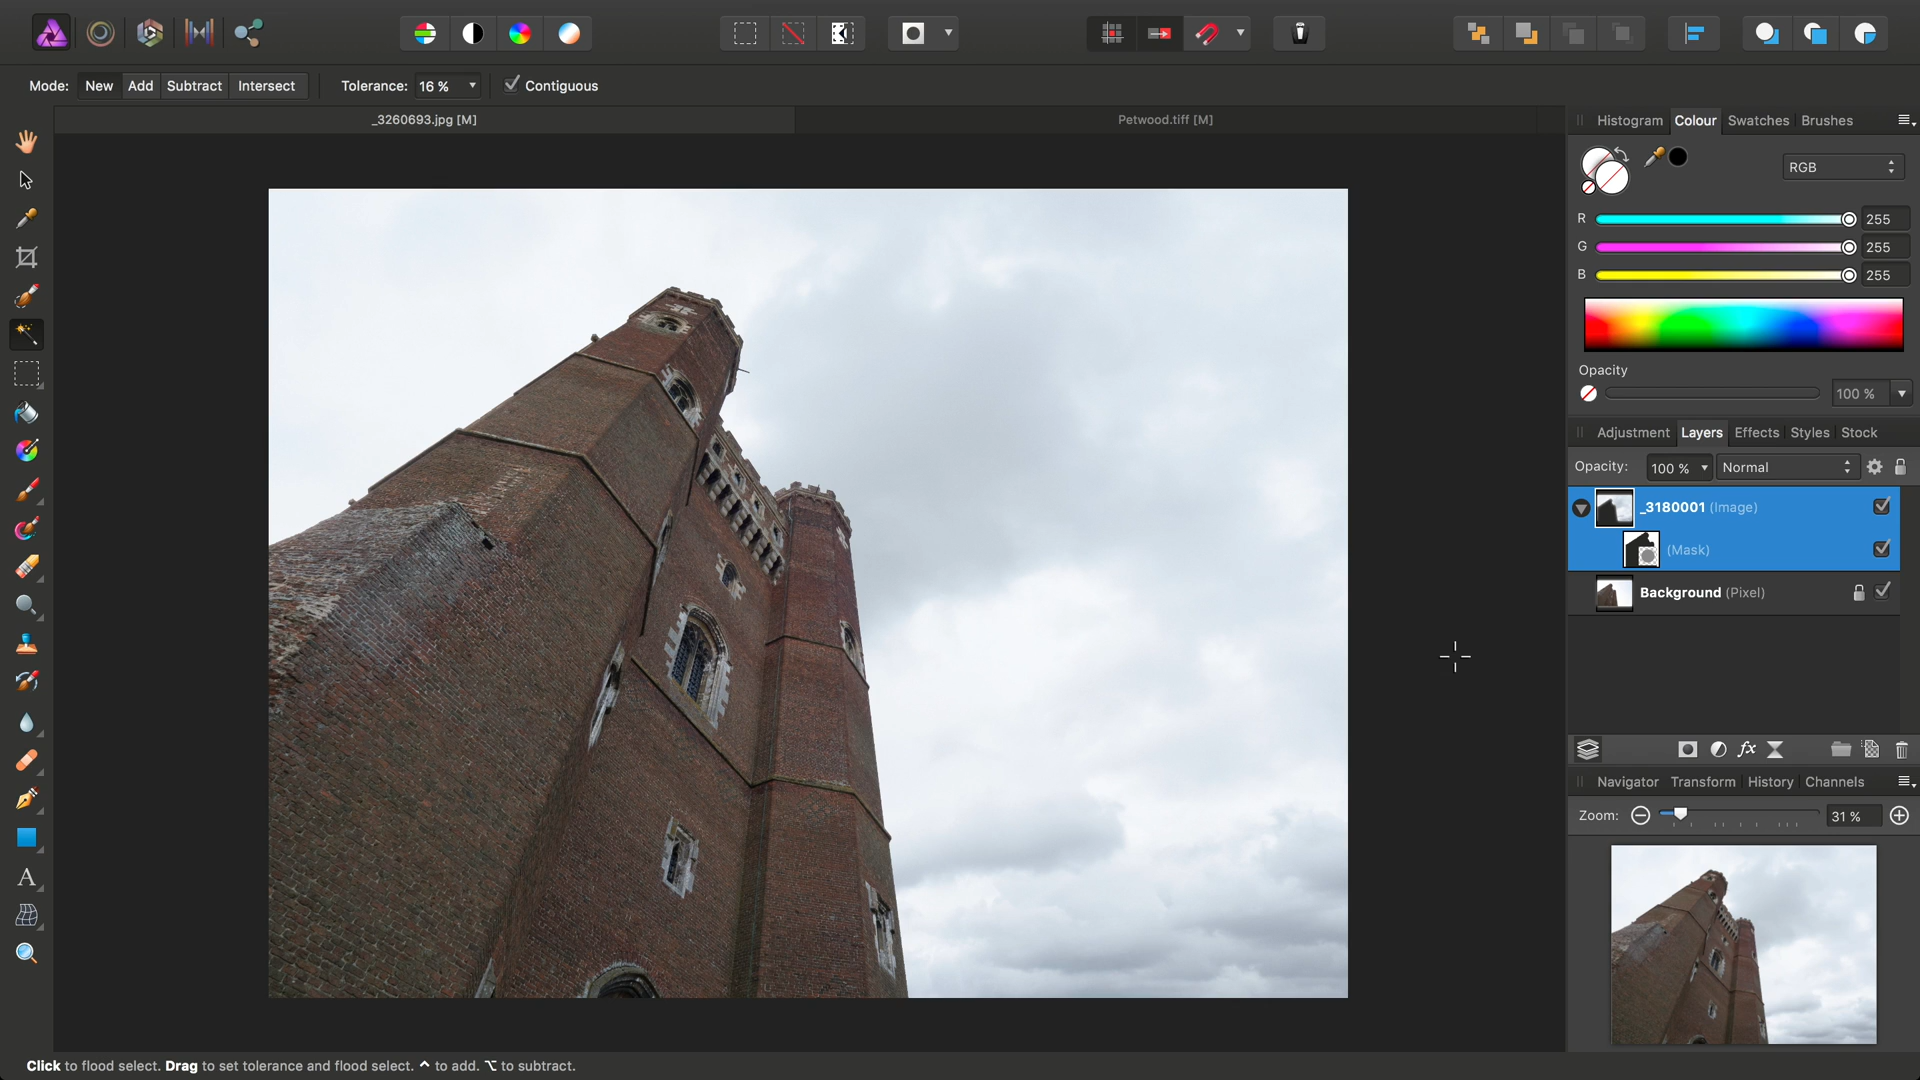 Mode: New Add Subtract Intersect Tolerance: 16 % Contiguous
_3260693.jpg [M] Petwood.tiff [M]
Histogram Colour Swatches Brushes
RGB
R 255
G 255
B 255
Opacity
100 %
Adjustment Layers Effects Styles Stock
Opacity: 100 % Normal
_3180001 (Image)
(Mask)
Background (Pixel)
fx
Navigator Transform History Channels
Zoom: 31 %
A
Click to flood select. Drag to set tolerance and flood select. ^ to add. ⌥ to subtract.